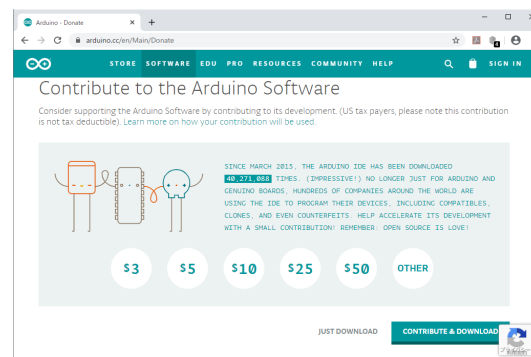 Arduino - Donate
arduino.cc/en/Main/Donate
STORE SOFTWARE EDU PRO RESOURCES COMMUNITY HELP SIGN IN
Contribute to the Arduino Software
Consider supporting the Arduino Software by contributing to its development. (US tax payers, please note this contribution
is not tax deductible). Learn more on how your contribution will be used.
SINCE MARCH 2015, THE ARDUINO IDE HAS BEEN DOWNLOADED
40,271,088 TIMES. (IMPRESSIVE!) NO LONGER JUST FOR ARDUINO AND
GENUINO BOARDS, HUNDREDS OF COMPANIES AROUND THE WORLD ARE
USING THE IDE TO PROGRAM THEIR DEVICES, INCLUDING COMPATIBLES,
CLONES, AND EVEN COUNTERFEITS. HELP ACCELERATE ITS DEVELOPMENT
WITH A SMALL CONTRIBUTION! REMEMBER: OPEN SOURCE IS LOVE!
$3 $5 $10 $25 $50 OTHER
JUST DOWNLOAD CONTRIBUTE & DOWNLOAD